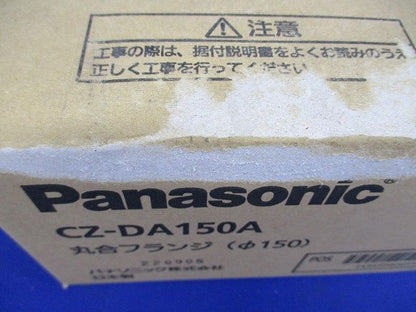 ⚠注意
工事の際は、据付説明書をよくお読みのうえ
正しく工事を行ってください
Panasonic®
CZ-DA150A
丸合フランジ（φ150）
パナソニック株式会社
日本製
POS